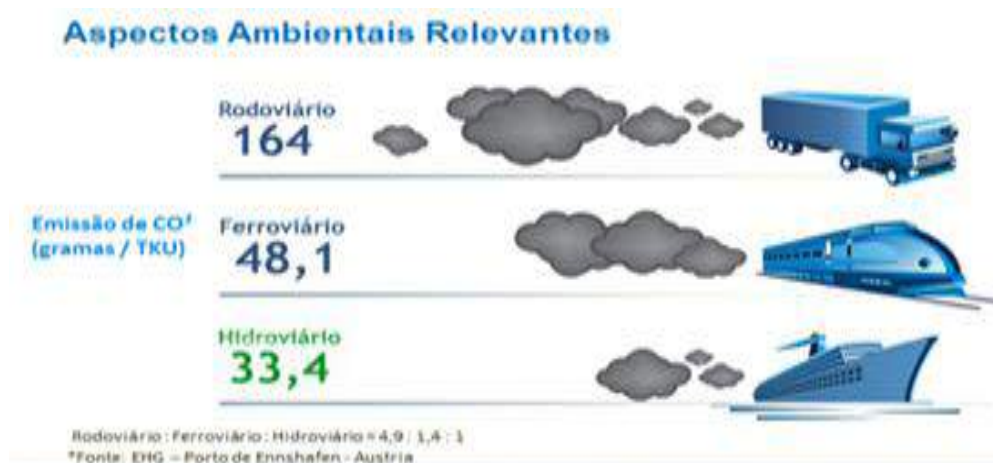 Aspectos Ambientais Relevantes
Rodoviário
164
Emissão de CO²
(gramas / TKU)
Ferroviário
48,1
Hidroviário
33,4
Rodoviário : Ferroviário : Hidroviário = 4,9 : 1,4 : 1
*Fonte: EHG – Porto de Ennshafen - Austria